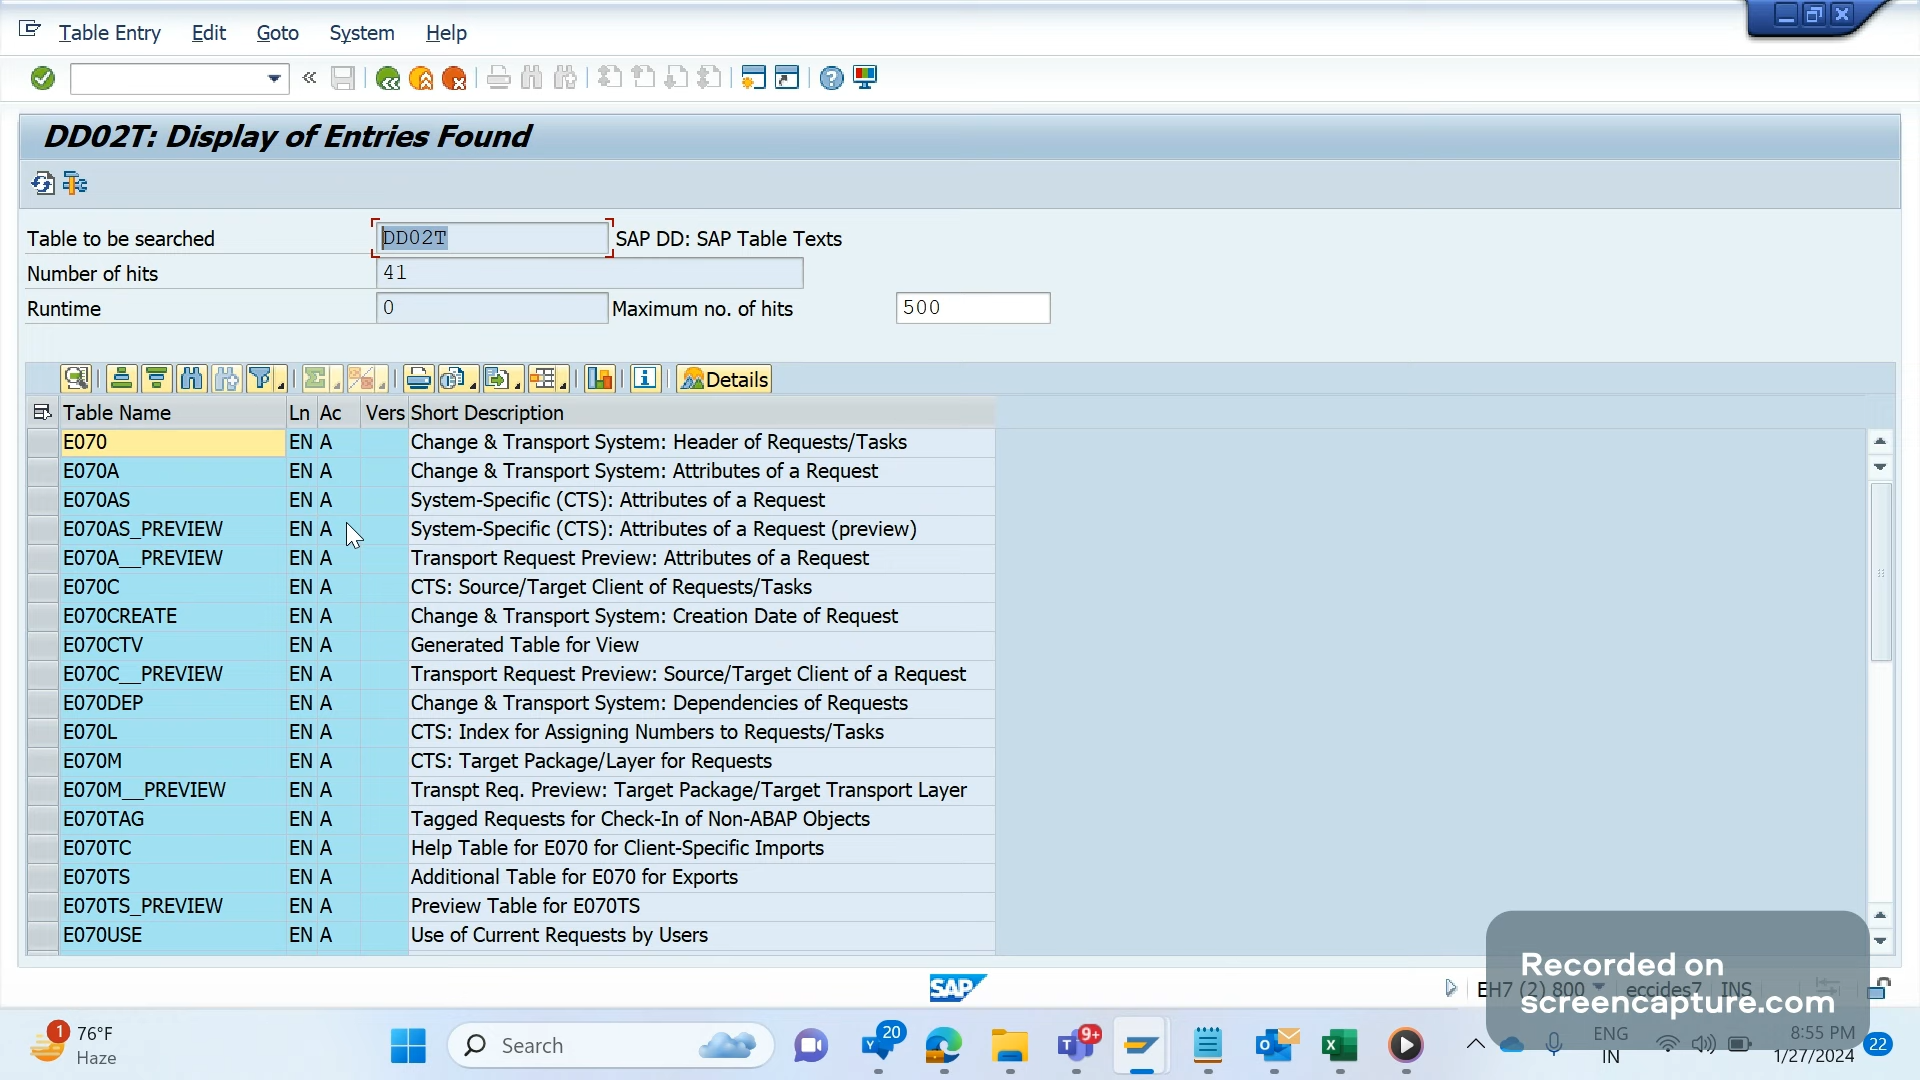 Table Entry Edit Goto System Help
DD02T: Display of Entries Found
Table to be searched DD02T SAP DD: SAP Table Texts
Number of hits 41
Runtime 0 Maximum no. of hits 500
Details
Table Name Ln Ac Vers Short Description
E070 EN A Change & Transport System: Header of Requests/Tasks
E070A EN A Change & Transport System: Attributes of a Request
E070AS EN A System-Specific (CTS): Attributes of a Request
E070AS_PREVIEW EN A System-Specific (CTS): Attributes of a Request (preview)
E070A__PREVIEW EN A Transport Request Preview: Attributes of a Request
E070C EN A CTS: Source/Target Client of Requests/Tasks
E070CREATE EN A Change & Transport System: Creation Date of Request
E070CTV EN A Generated Table for View
E070C__PREVIEW EN A Transport Request Preview: Source/Target Client of a Request
E070DEP EN A Change & Transport System: Dependencies of Requests
E070L EN A CTS: Index for Assigning Numbers to Requests/Tasks
E070M EN A CTS: Target Package/Layer for Requests
E070M__PREVIEW EN A Transpt Req. Preview: Target Package/Target Transport Layer
E070TAG EN A Tagged Requests for Check-In of Non-ABAP Objects
E070TC EN A Help Table for E070 for Client-Specific Imports
E070TS EN A Additional Table for E070 for Exports
E070TS_PREVIEW EN A Preview Table for E070TS
E070USE EN A Use of Current Requests by Users
Recorded on
screencapture.com
SAP EH7 (2) 800 eccides7 INS
1 76°F
Haze
Search
20
9+
ENG
IN
8:55 PM
1/27/2024
22